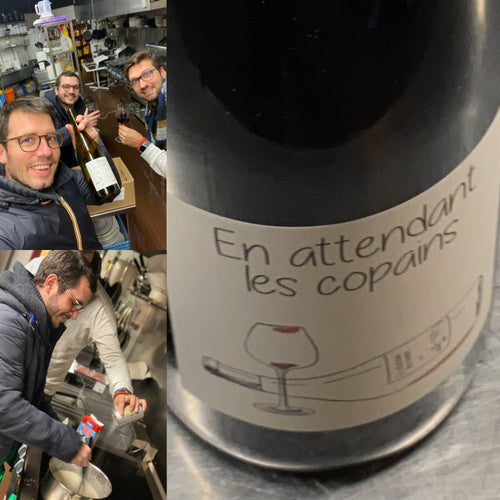 En attendant
les copains